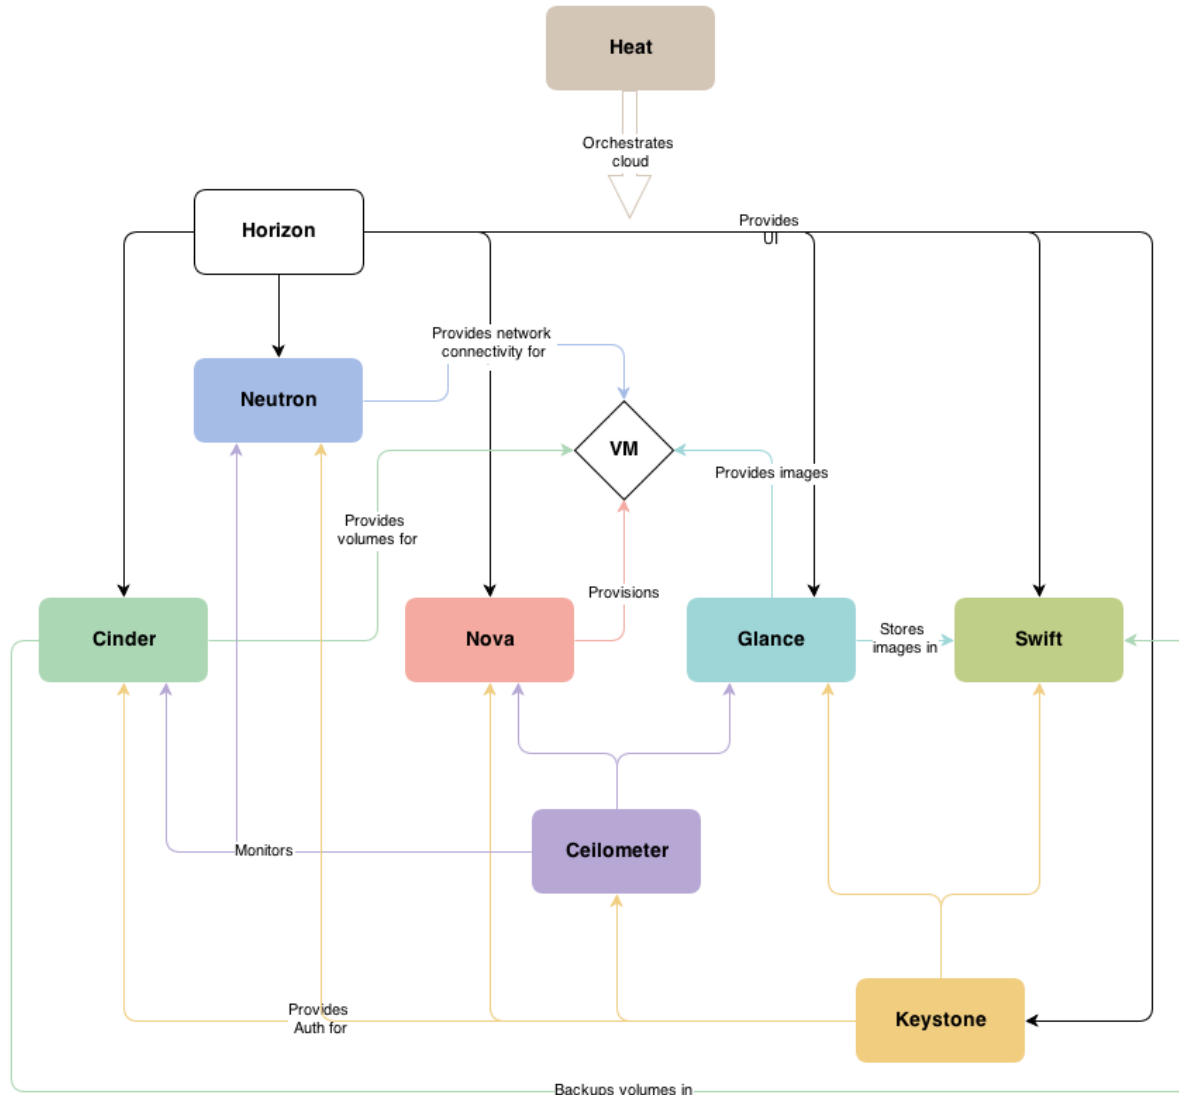 Heat
Orchestrates
cloud
Horizon
Provides
UI
Provides network
connectivity for
Neutron
VM
Provides images
Provides
volumes for
Provisions
Cinder
Nova
Glance
Stores
images in
Swift
Monitors
Ceilometer
Provides
Auth for
Keystone
Backups volumes in